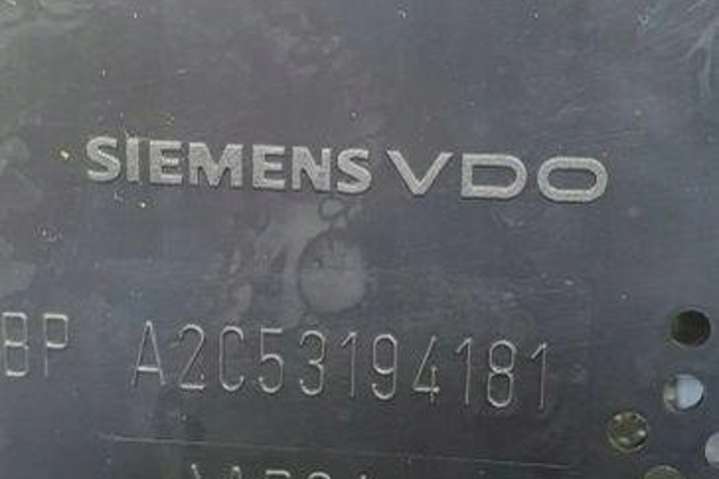 SIEMENS VDO
BP A2C53194181